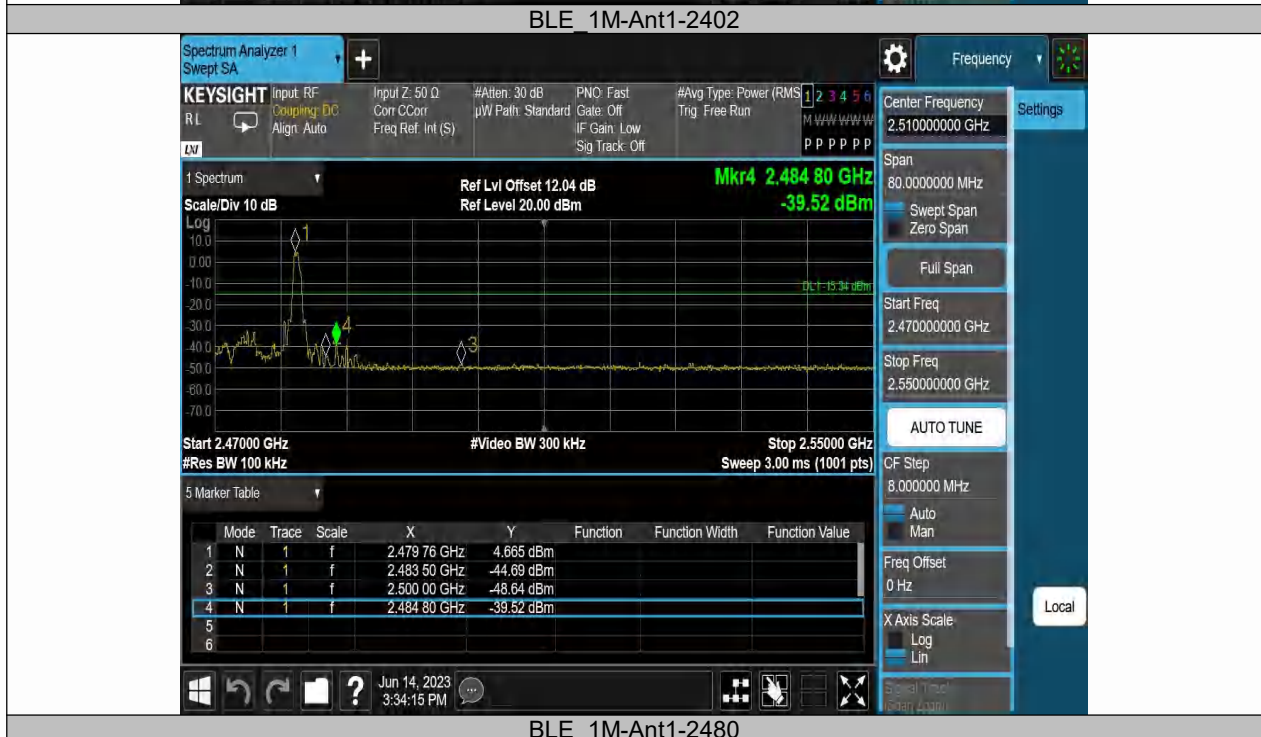 BLE_1M-Ant1-2402
Spectrum Analyzer 1
Swept SA
+
Frequency
KEYSIGHT
RL
LXI
Input: RF
Coupling: DC
Align: Auto
Input Z: 50 Ω
Corr CCorr
Freq Ref: Int (S)
#Atten: 30 dB
µW Path: Standard
PNO: Fast
Gate: Off
IF Gain: Low
Sig Track: Off
#Avg Type: Power (RMS
Trig: Free Run
1 2 3 4 5 6
M W W W W W
P P P P P P
Center Frequency
2.510000000 GHz
Settings
Span
80.0000000 MHz
Swept Span
Zero Span
Full Span
Start Freq
2.470000000 GHz
Stop Freq
2.550000000 GHz
AUTO TUNE
CF Step
8.000000 MHz
Auto
Man
Freq Offset
0 Hz
X Axis Scale
Log
Lin
Local
1 Spectrum
Scale/Div 10 dB
Ref Lvl Offset 12.04 dB
Ref Level 20.00 dBm
Mkr4 2.484 80 GHz
-39.52 dBm
Log
10.0
0.00
-10.0
-20.0
-30.0
-40.0
-50.0
-60.0
-70.0
1
4
3
DL1 -15.34 dBm
Start 2.47000 GHz
#Video BW 300 kHz
Stop 2.55000 GHz
#Res BW 100 kHz
Sweep 3.00 ms (1001 pts)
5 Marker Table
Mode Trace Scale X Y Function Function Width Function Value
1 N 1 f 2.479 76 GHz 4.665 dBm
2 N 1 f 2.483 50 GHz -44.69 dBm
3 N 1 f 2.500 00 GHz -48.64 dBm
4 N 1 f 2.484 80 GHz -39.52 dBm
5
6
?
Jun 14, 2023
3:34:15 PM
BLE_1M-Ant1-2480